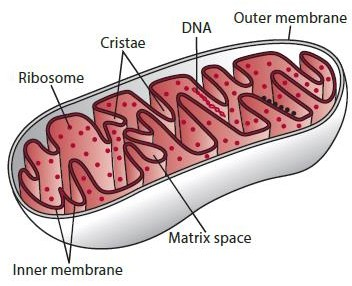 Outer membrane
DNA
Cristae
Ribosome
Matrix space
Inner membrane